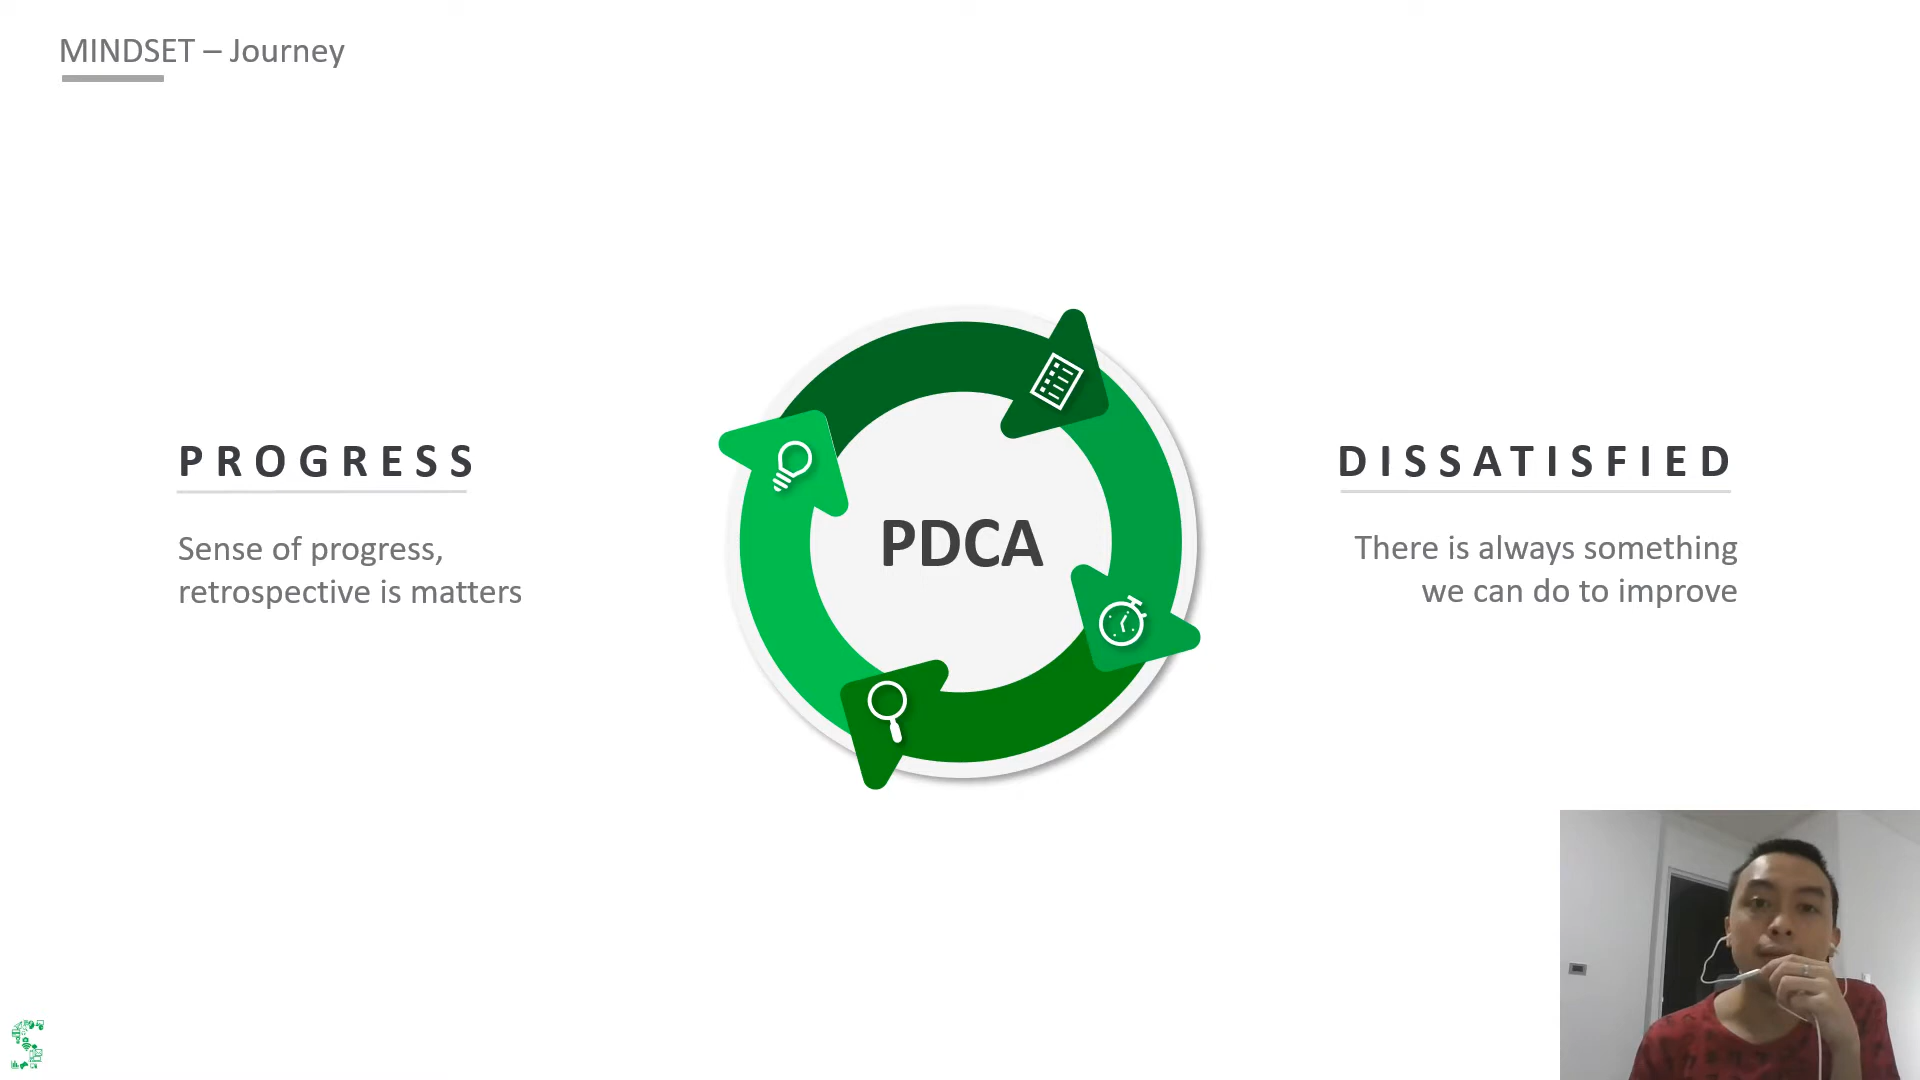 MINDSET – Journey
PROGRESS
Sense of progress,
retrospective is matters
PDCA
DISSATISFIED
There is always something
we can do to improve